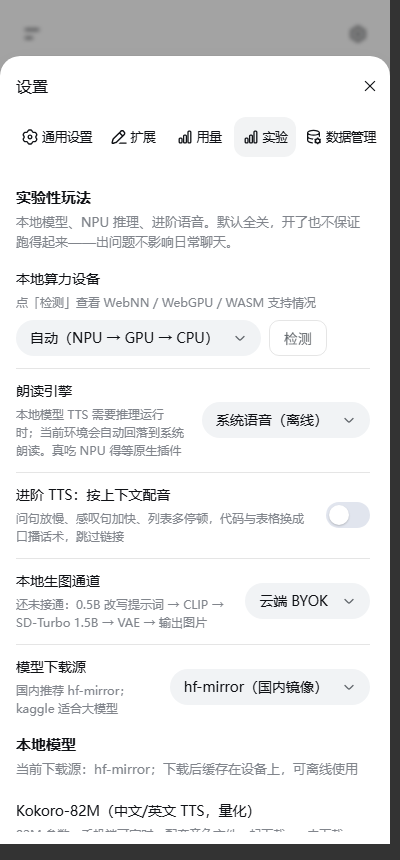 设置
通用设置 扩展 用量 实验 数据管理
实验性玩法
本地模型、NPU 推理、进阶语音。默认全关，开了也不保证
跑得起来——出问题不影响日常聊天。
本地算力设备
点「检测」查看 WebNN / WebGPU / WASM 支持情况
自动（NPU → GPU → CPU） 检测
朗读引擎
本地模型 TTS 需要推理运行
时；当前环境会自动回落到系统
朗读。真吃 NPU 得等原生插件
系统语音（离线）
进阶 TTS：按上下文配音
问句放慢、感叹句加快、列表多停顿，代码与表格换成
口播话术，跳过链接
本地生图通道
还未接通：0.5B 改写提示词 → CLIP →
SD-Turbo 1.5B → VAE → 输出图片
云端 BYOK
模型下载源
国内推荐 hf-mirror；
kaggle 适合大模型
hf-mirror（国内镜像）
本地模型
当前下载源：hf-mirror；下载后缓存在设备上，可离线使用
Kokoro-82M（中文/英文 TTS，量化）